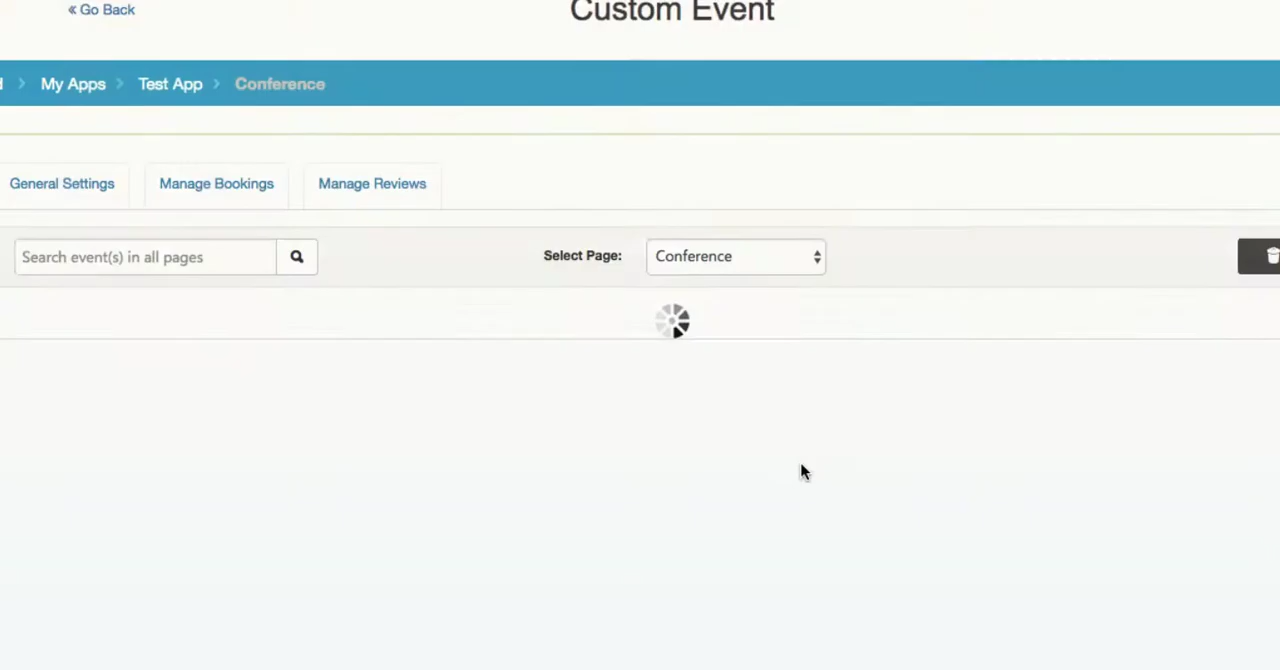 « Go Back
Custom Event
My Apps > Test App > Conference
General Settings
Manage Bookings
Manage Reviews
Search event(s) in all pages
Select Page:
Conference